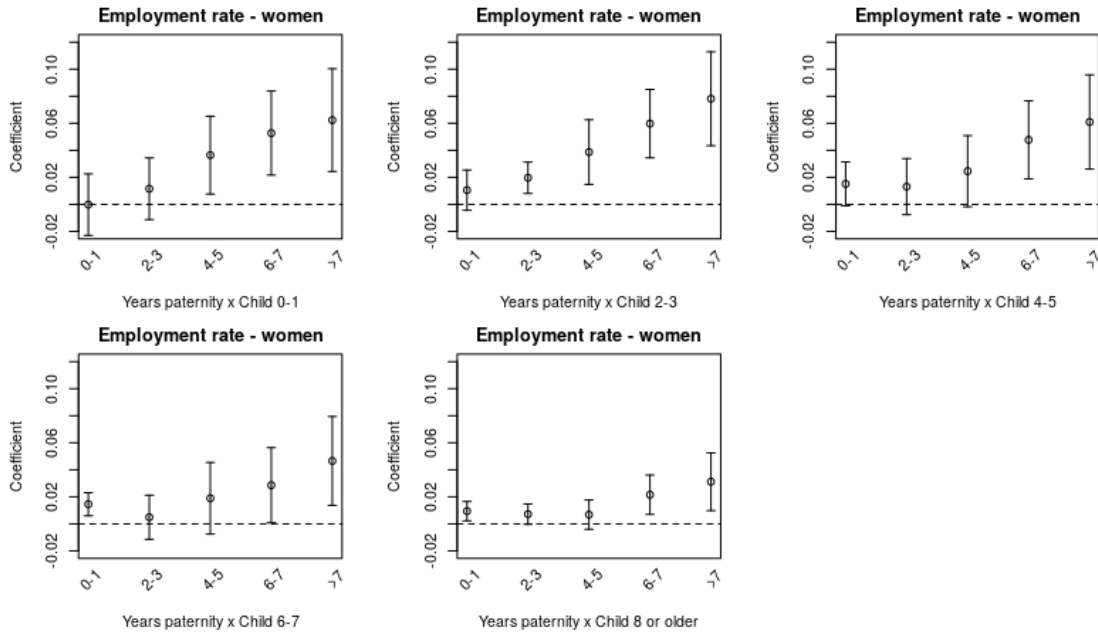 Employment rate - women
Employment rate - women
Employment rate - women
Coefficient
-0.02 0.02 0.06 0.10
0-1 2-3 4-5 6-7 >7
Years paternity x Child 0-1
Coefficient
-0.02 0.02 0.06 0.10
0-1 2-3 4-5 6-7 >7
Years paternity x Child 2-3
Coefficient
-0.02 0.02 0.06 0.10
0-1 2-3 4-5 6-7 >7
Years paternity x Child 4-5
Employment rate - women
Employment rate - women
Coefficient
-0.02 0.02 0.06 0.10
0-1 2-3 4-5 6-7 >7
Years paternity x Child 6-7
Coefficient
-0.02 0.02 0.06 0.10
0-1 2-3 4-5 6-7 >7
Years paternity x Child 8 or older